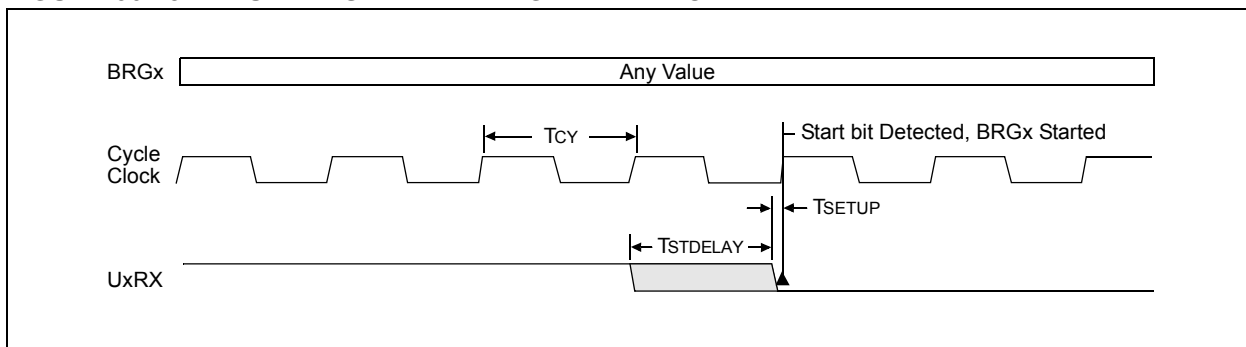 BRGx
Any Value
TCY
Start bit Detected, BRGx Started
Cycle
Clock
TSETUP
TSTDELAY
UxRX